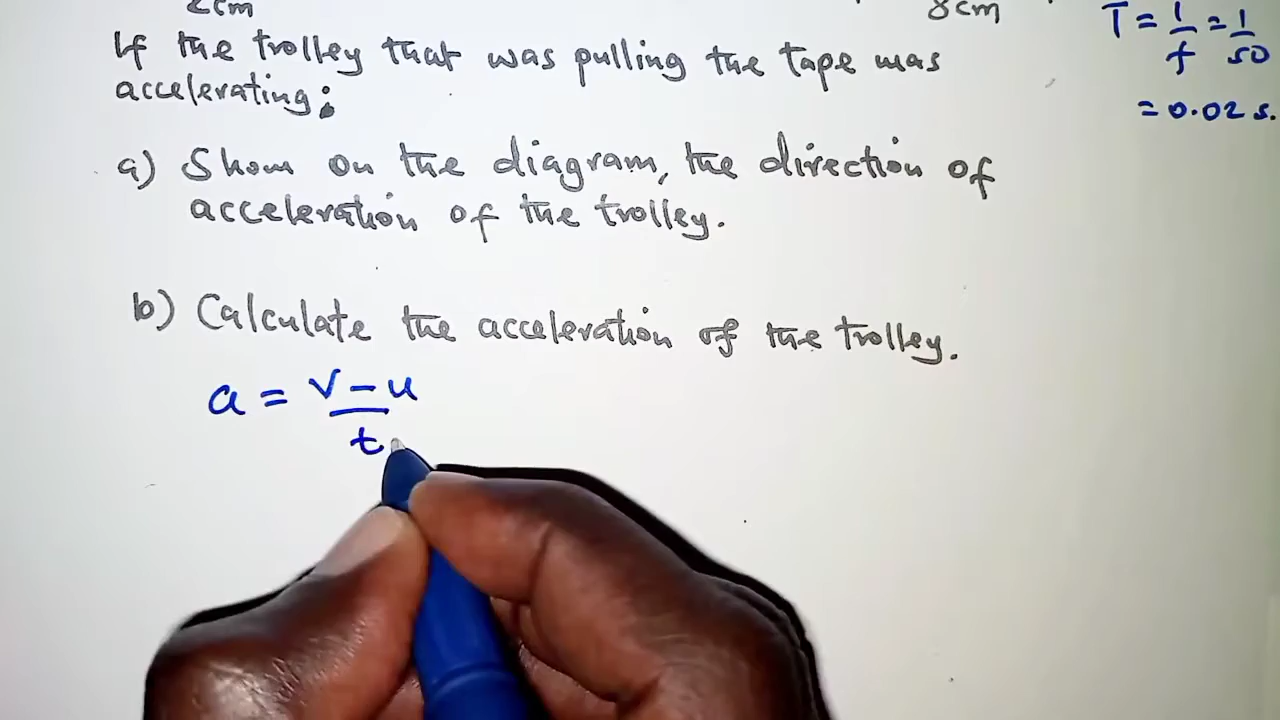 2cm 8cm
If the trolley that was pulling the tape was
accelerating:
T = 1/f = 1/50
= 0.02 s.
a) Show on the diagram, the direction of
acceleration of the trolley.
b) Calculate the acceleration of the trolley.
a = v - u
t